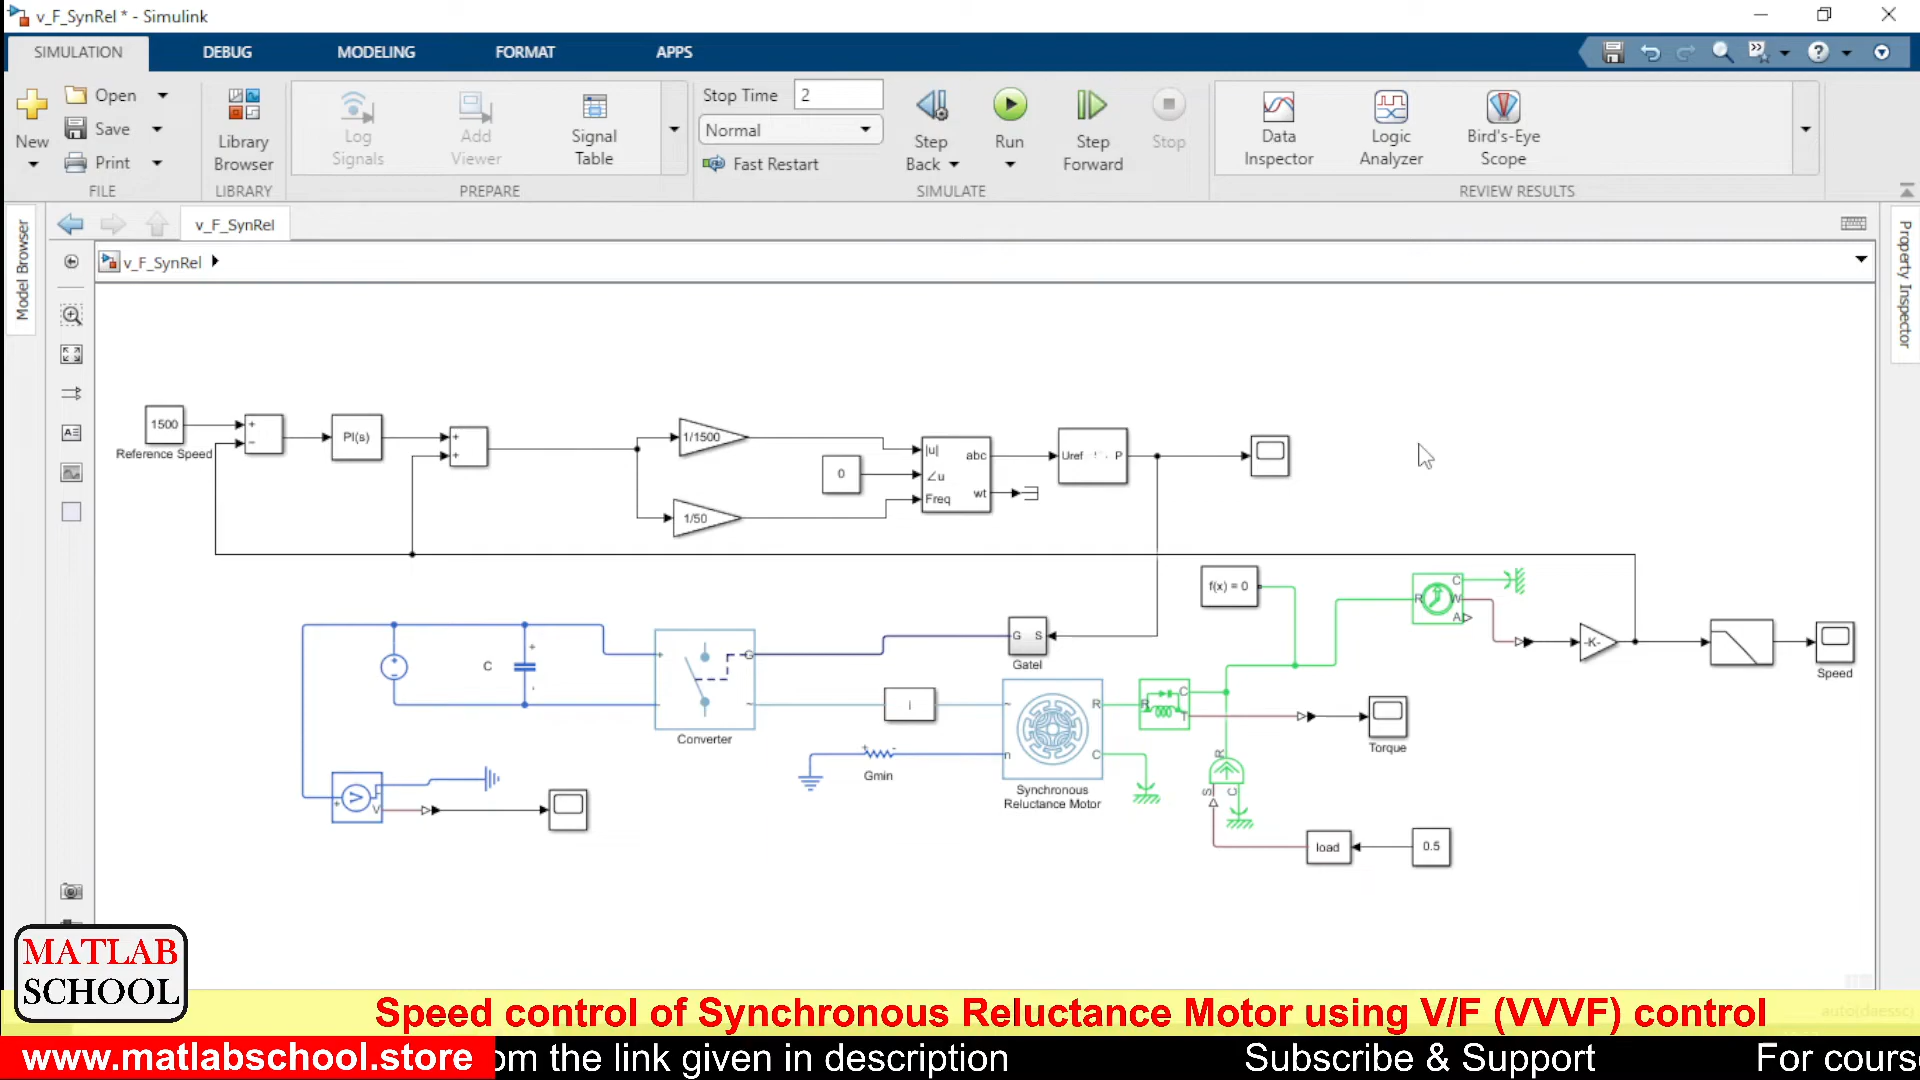 v_F_SynRel * - Simulink
SIMULATION
DEBUG
MODELING
FORMAT
APPS
New
Open
Save
Print
FILE
Library
Browser
LIBRARY
Log
Signals
Add
Viewer
Signal
Table
PREPARE
Stop Time
2
Normal
Fast Restart
Step
Back
Run
Step
Forward
Stop
SIMULATE
Data
Inspector
Logic
Analyzer
Bird's-Eye
Scope
REVIEW RESULTS
Model Browser
v_F_SynRel
v_F_SynRel
Property Inspector
1500
Reference Speed
+
−
PI(s)
+
+
1/1500
1/50
0
|u|
∠u
Freq
abc
wt
Uref
P
f(x) = 0
G S
GateI
R
C
W
A
-K-
Speed
+
C
+
-
G
~
Converter
i
+ -
Gmin
~
n
R
C
Synchronous
Reluctance Motor
R
C
T
Torque
R
S
C
load
0.5
+
V
V
MATLAB
SCHOOL
Speed control of Synchronous Reluctance Motor using V/F (VVVF) control
auto(daessc)
www.matlabschool.store
om the link given in description
Subscribe & Support
For cours